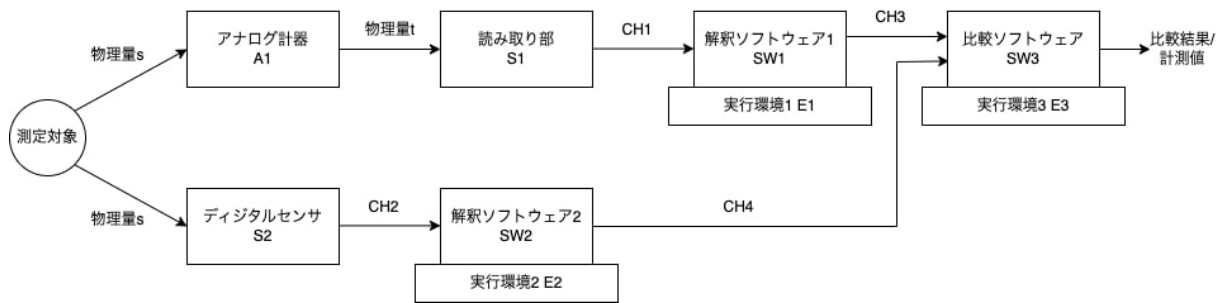 測定対象
物理量s
アナログ計器
A1
物理量t
読み取り部
S1
CH1
解釈ソフトウェア1
SW1
実行環境1 E1
CH3
比較ソフトウェア
SW3
実行環境3 E3
比較結果/
計測値
物理量s
ディジタルセンサ
S2
CH2
解釈ソフトウェア2
SW2
実行環境2 E2
CH4